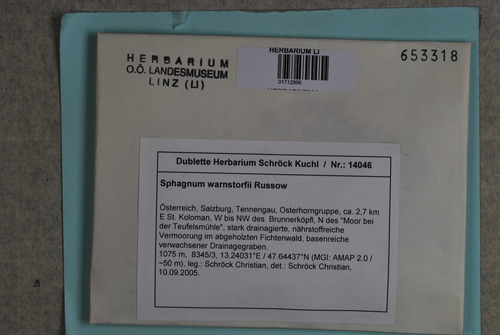 HERBARIUM
O.Ö. LANDESMUSEUM
LINZ (LI)
HERBARIUM LI
01712896
653318
Dublette Herbarium Schröck Kuchl / Nr.: 14046
Sphagnum warnstorfii Russow
Österreich, Salzburg, Tennengau, Osterhorngruppe, ca. 2,7 km
E St. Koloman, W bis NW des Brunnerköpfl, N des "Moor bei
der Teufelsmühle", stark drainagierte, nährstoffreiche
Vermoorung im abgeholzten Fichtenwald, basenreiche
verwachsener Drainagegraben.
1075 m, 8345/3, 13.24031°E / 47.64437°N (MGI: AMAP 2.0 /
~50 m), leg.: Schröck Christian, det.: Schröck Christian,
10.09.2005.